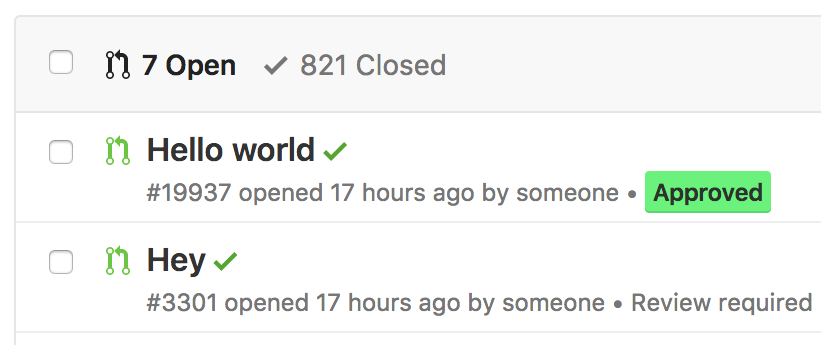 7 Open 821 Closed
Hello world
#19937 opened 17 hours ago by someone • Approved
Hey
#3301 opened 17 hours ago by someone • Review required